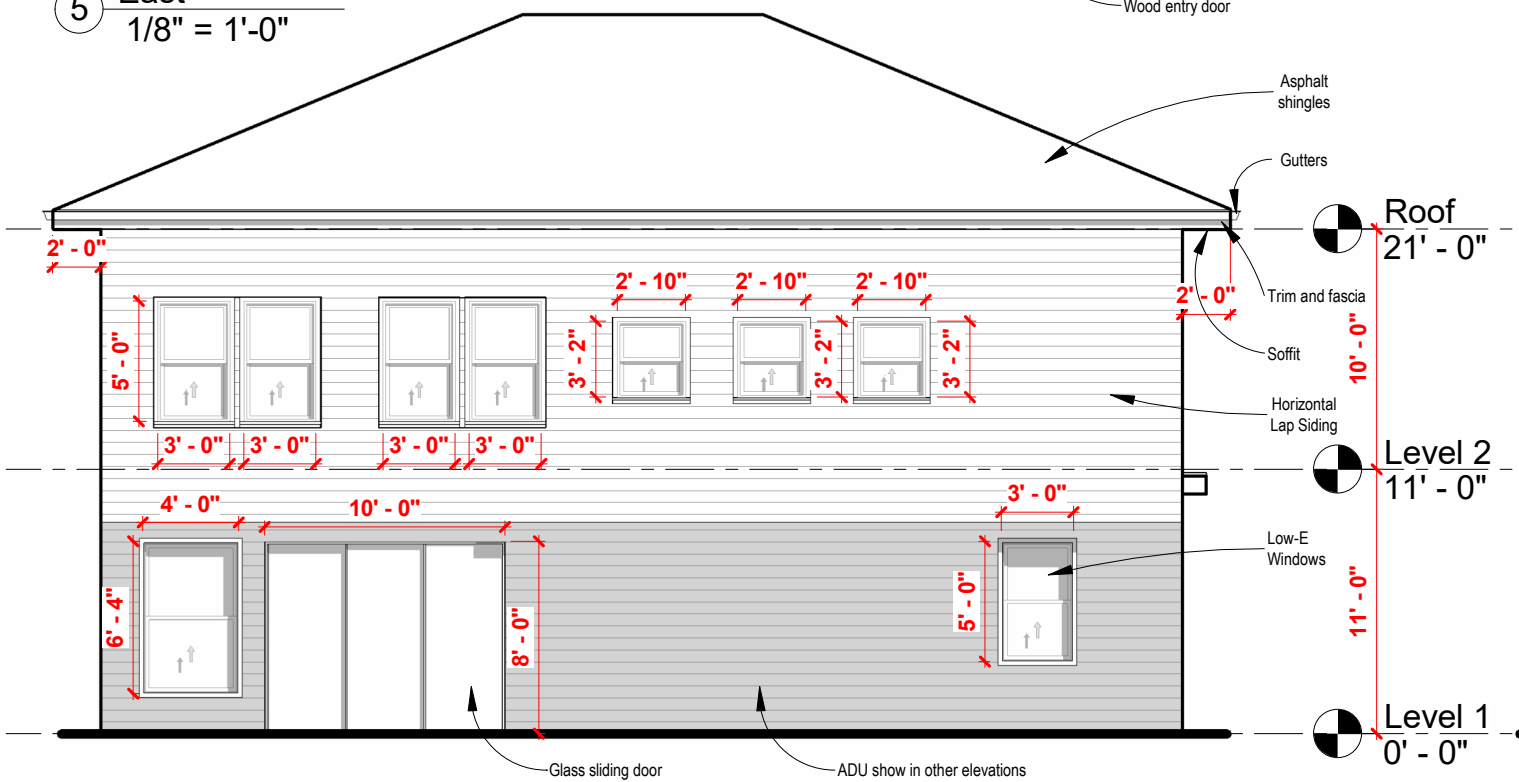 5
East
1/8" = 1'-0"
Wood entry door
Asphalt
shingles
Gutters
Roof
21' - 0"
2' - 0"
2' - 10"
2' - 10"
2' - 10"
2' - 0"
Trim and fascia
5' - 0"
3' - 2"
3' - 2"
3' - 2"
10' - 0"
Soffit
Horizontal
Lap Siding
3' - 0"
3' - 0"
3' - 0"
3' - 0"
Level 2
11' - 0"
4' - 0"
10' - 0"
3' - 0"
Low-E
Windows
6' - 4"
8' - 0"
5' - 0"
11' - 0"
Level 1
0' - 0"
Glass sliding door
ADU show in other elevations